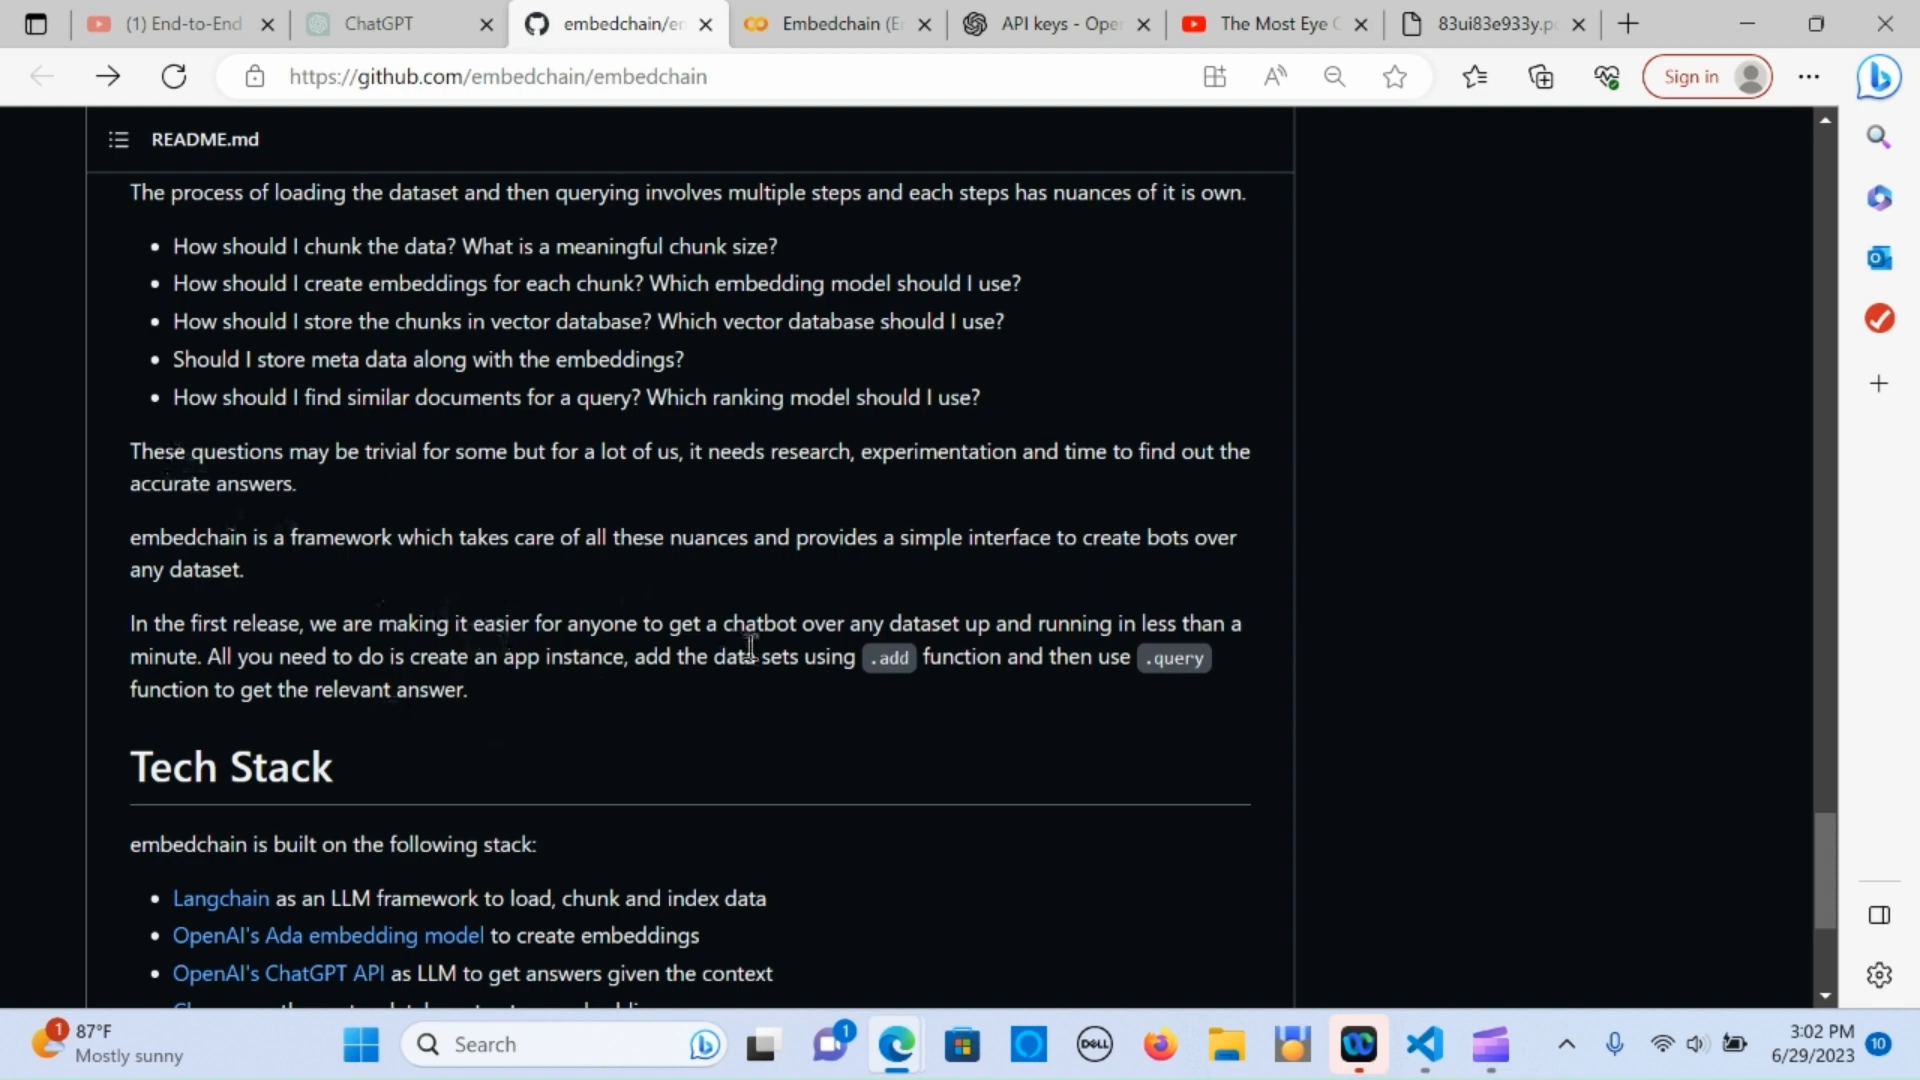 (1) End-to-End
ChatGPT
embedchain/e
Embedchain (E
API keys - Ope
The Most Eye
83ui83e933y.p
https://github.com/embedchain/embedchain
Sign in
README.md
The process of loading the dataset and then querying involves multiple steps and each steps has nuances of it is own.
How should I chunk the data? What is a meaningful chunk size?
How should I create embeddings for each chunk? Which embedding model should I use?
How should I store the chunks in vector database? Which vector database should I use?
Should I store meta data along with the embeddings?
How should I find similar documents for a query? Which ranking model should I use?
These questions may be trivial for some but for a lot of us, it needs research, experimentation and time to find out the
accurate answers.
embedchain is a framework which takes care of all these nuances and provides a simple interface to create bots over
any dataset.
In the first release, we are making it easier for anyone to get a chatbot over any dataset up and running in less than a
minute. All you need to do is create an app instance, add the data sets using .add function and then use .query
function to get the relevant answer.
Tech Stack
embedchain is built on the following stack:
Langchain as an LLM framework to load, chunk and index data
OpenAI's Ada embedding model to create embeddings
OpenAI's ChatGPT API as LLM to get answers given the context
1
87°F
Mostly sunny
Search
1
DELL
3:02 PM
6/29/2023
10